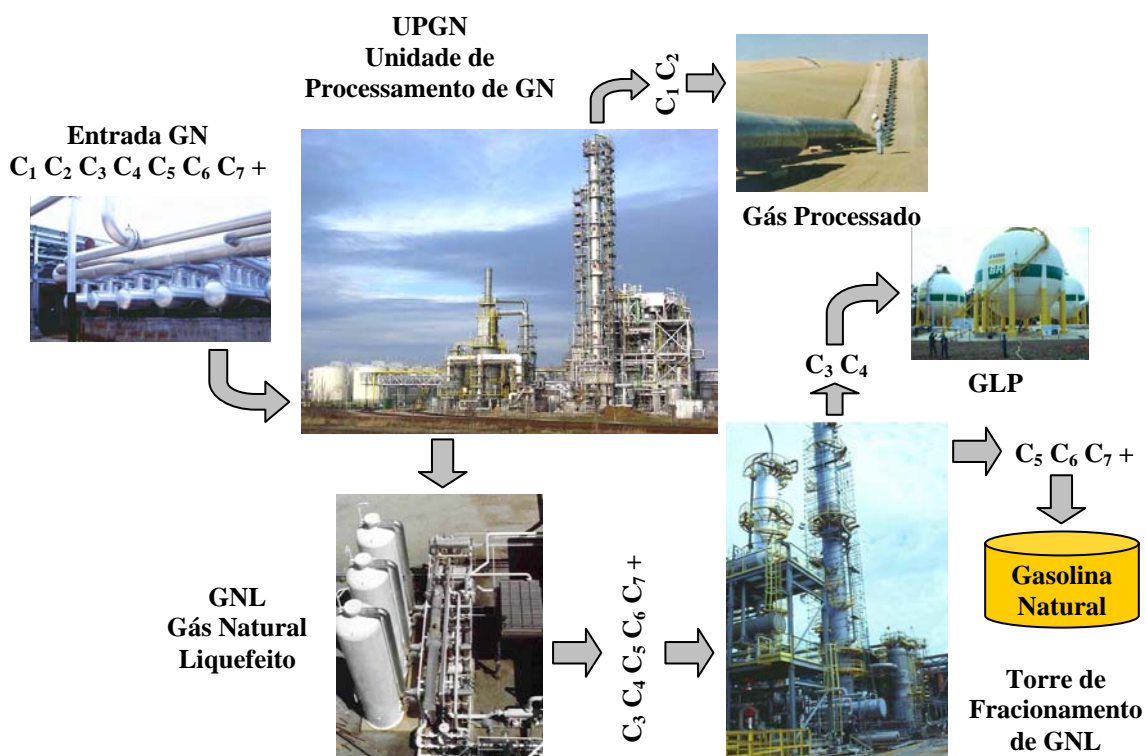 UPGN
Unidade de
Processamento de GN
C₁ C₂
Entrada GN
C₁ C₂ C₃ C₄ C₅ C₆ C₇ +
Gás Processado
BR
C₃ C₄
GLP
C₅ C₆ C₇ +
GNL
Gás Natural
Liquefeito
C₃ C₄ C₅ C₆ C₇ +
Gasolina
Natural
Torre de
Fracionamento
de GNL